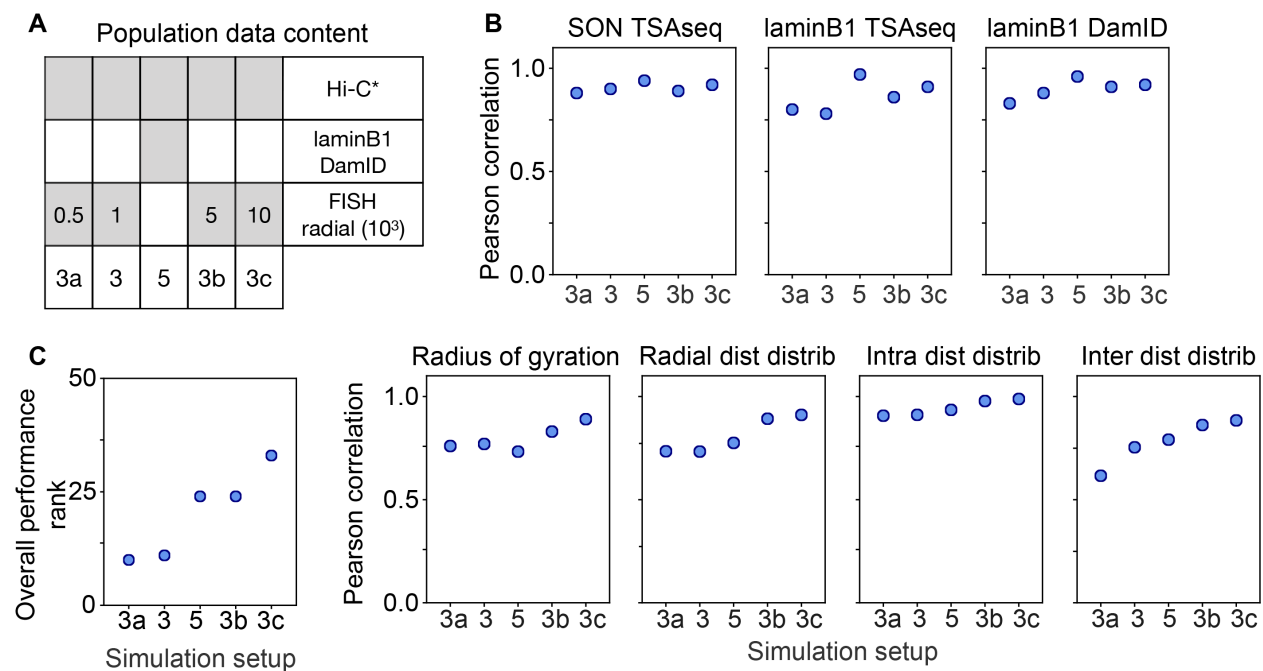 A
Population data content
Hi-C*
laminB1
DamID
0.5 1 5 10
FISH
radial (10³)
3a 3 5 3b 3c
B
SON TSAseq laminB1 TSAseq laminB1 DamID
Pearson correlation
1.0
0.5
0.0
3a 3 5 3b 3c 3a 3 5 3b 3c 3a 3 5 3b 3c
C
Overall performance
rank
50
25
0
3a 3 5 3b 3c
Simulation setup
Radius of gyration Radial dist distrib Intra dist distrib Inter dist distrib
Pearson correlation
1.0
0.5
0.0
3a 3 5 3b 3c 3a 3 5 3b 3c 3a 3 5 3b 3c 3a 3 5 3b 3c
Simulation setup